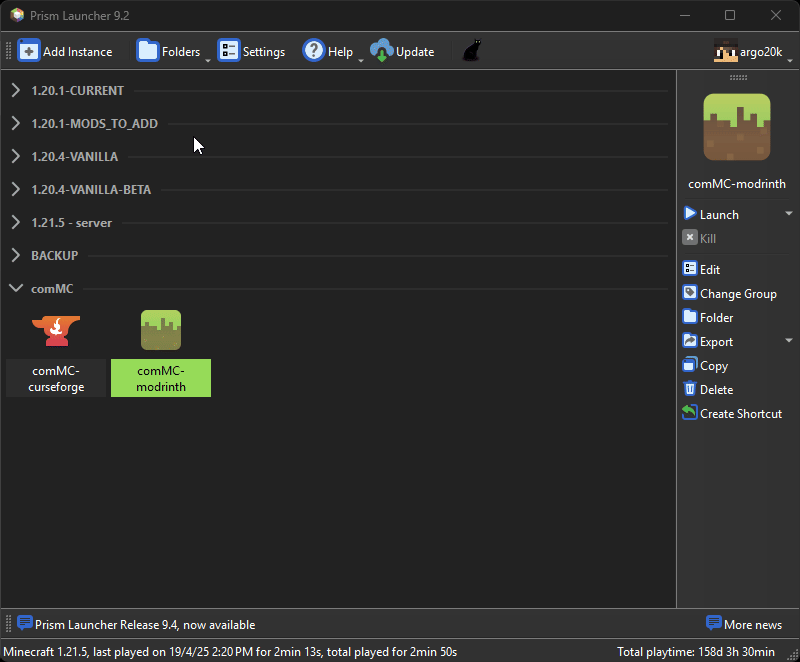 Prism Launcher 9.2
Add Instance Folders Settings Help Update argo20k
1.20.1-CURRENT
1.20.1-MODS_TO_ADD
1.20.4-VANILLA
1.20.4-VANILLA-BETA
1.21.5 - server
BACKUP
comMC
comMC-
curseforge
comMC-
modrinth
comMC-modrinth
Launch
Kill
Edit
Change Group
Folder
Export
Copy
Delete
Create Shortcut
Prism Launcher Release 9.4, now available
More news
Minecraft 1.21.5, last played on 19/4/25 2:20 PM for 2min 13s, total played for 2min 50s
Total playtime: 158d 3h 30min